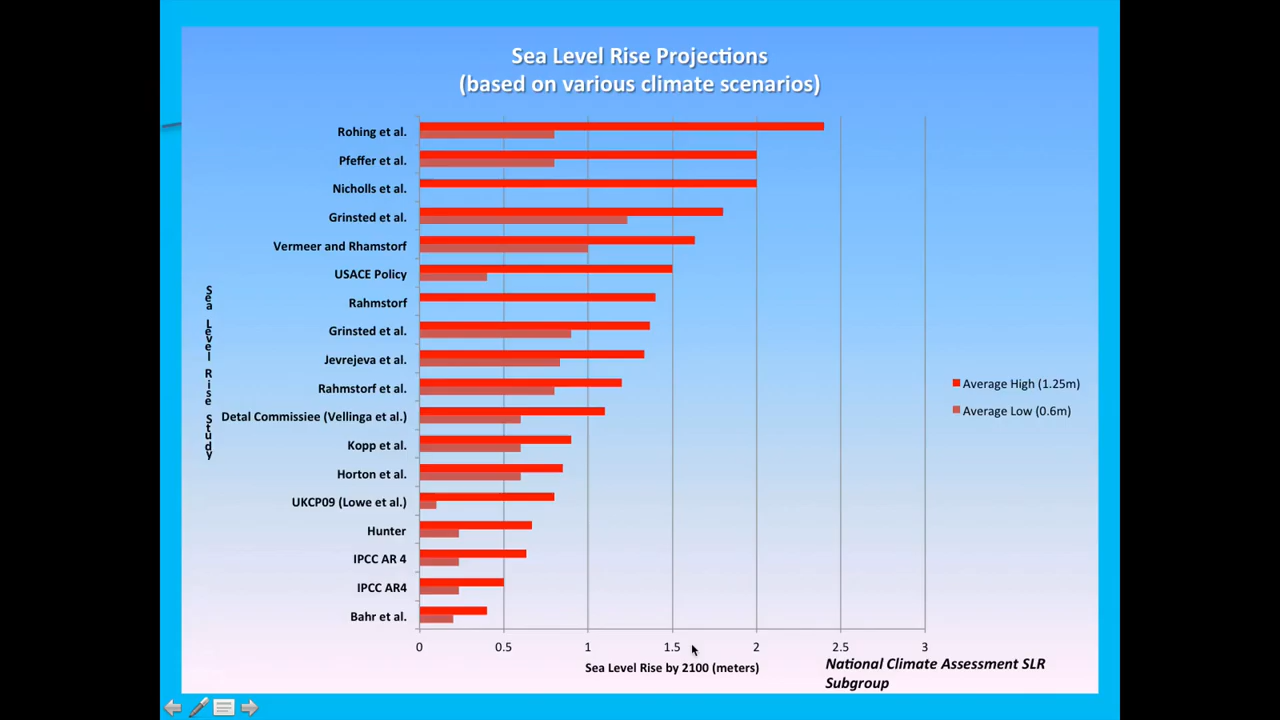 Sea Level Rise Projections
(based on various climate scenarios)
Sea Level Rise Study
Rohing et al.
Pfeffer et al.
Nicholls et al.
Grinsted et al.
Vermeer and Rhamstorf
USACE Policy
Rahmstorf
Grinsted et al.
Jevrejeva et al.
Rahmstorf et al.
Detal Commissiee (Vellinga et al.)
Kopp et al.
Horton et al.
UKCP09 (Lowe et al.)
Hunter
IPCC AR 4
IPCC AR4
Bahr et al.
0 0.5 1 1.5 2 2.5 3
Sea Level Rise by 2100 (meters)
Average High (1.25m)
Average Low (0.6m)
National Climate Assessment SLR
Subgroup